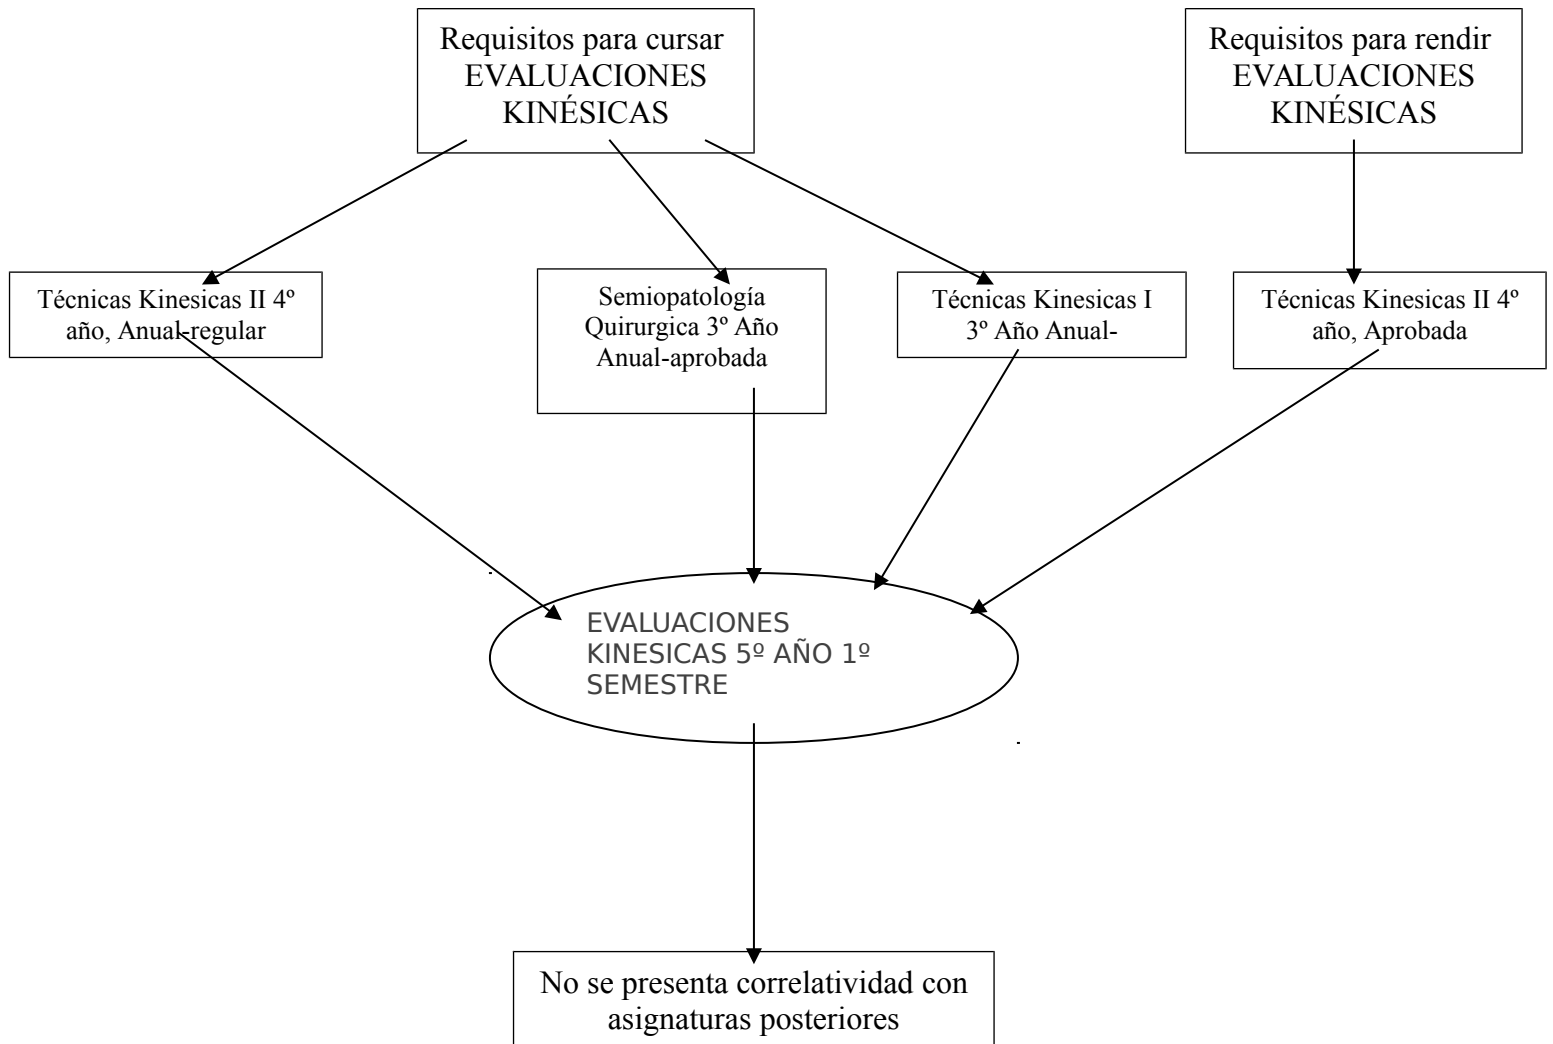 Requisitos para cursar
EVALUACIONES
KINÉSICAS
Requisitos para rendir
EVALUACIONES
KINÉSICAS
Técnicas Kinesicas II 4º
año, Anual-regular
Semiopatología
Quirurgica 3º Año
Anual-aprobada
Técnicas Kinesicas I
3º Año Anual-
Técnicas Kinesicas II 4º
año, Aprobada
EVALUACIONES
KINESICAS 5º AÑO 1º
SEMESTRE
No se presenta correlatividad con
asignaturas posteriores